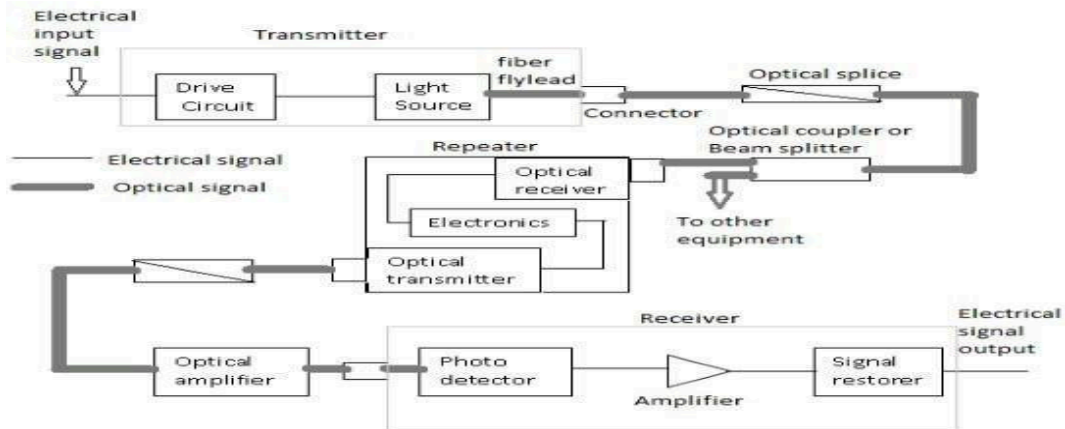 Electrical
input
signal
Transmitter
Drive
Circuit
Light
Source
fiber
flylead
Connector
Optical splice
Optical coupler or
Beam splitter
Electrical signal
Optical signal
Repeater
Optical
receiver
Electronics
Optical
transmitter
To other
equipment
Optical
amplifier
Receiver
Photo
detector
Amplifier
Signal
restorer
Electrical
signal
output